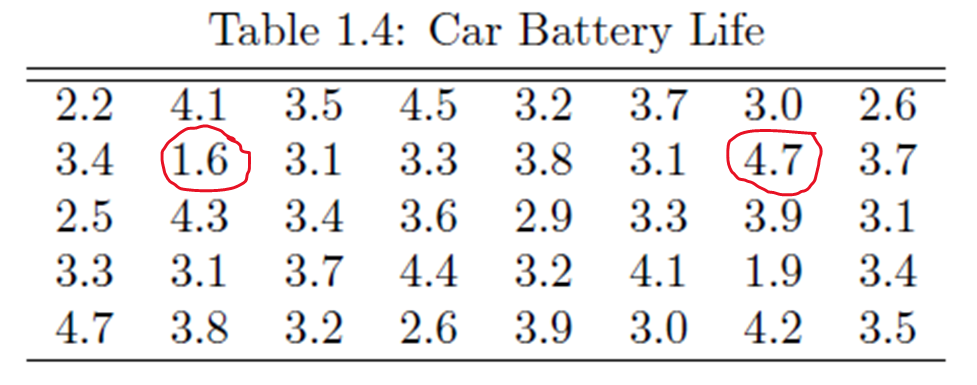 Table 1.4: Car Battery Life
2.2 4.1 3.5 4.5 3.2 3.7 3.0 2.6
3.4 1.6 3.1 3.3 3.8 3.1 4.7 3.7
2.5 4.3 3.4 3.6 2.9 3.3 3.9 3.1
3.3 3.1 3.7 4.4 3.2 4.1 1.9 3.4
4.7 3.8 3.2 2.6 3.9 3.0 4.2 3.5